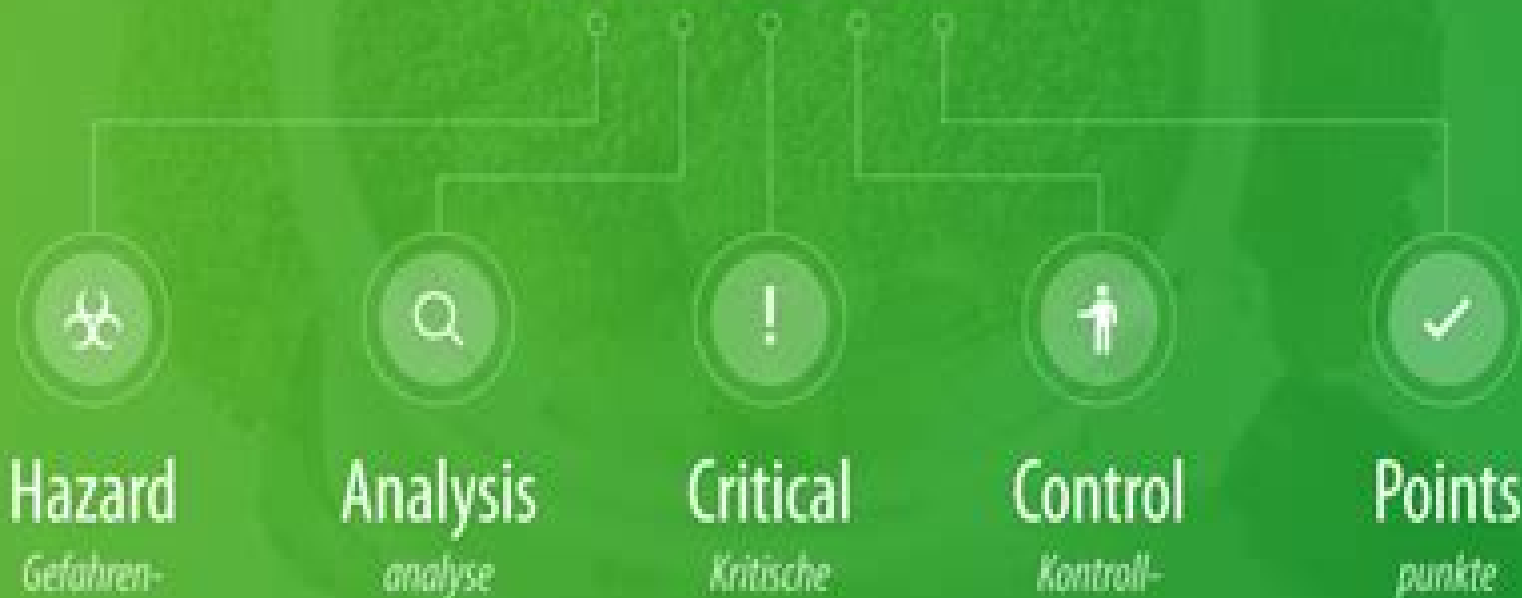 Hazard Analysis Critical Control Points
Gefahren- analyse Kritische Kontroll- punkte